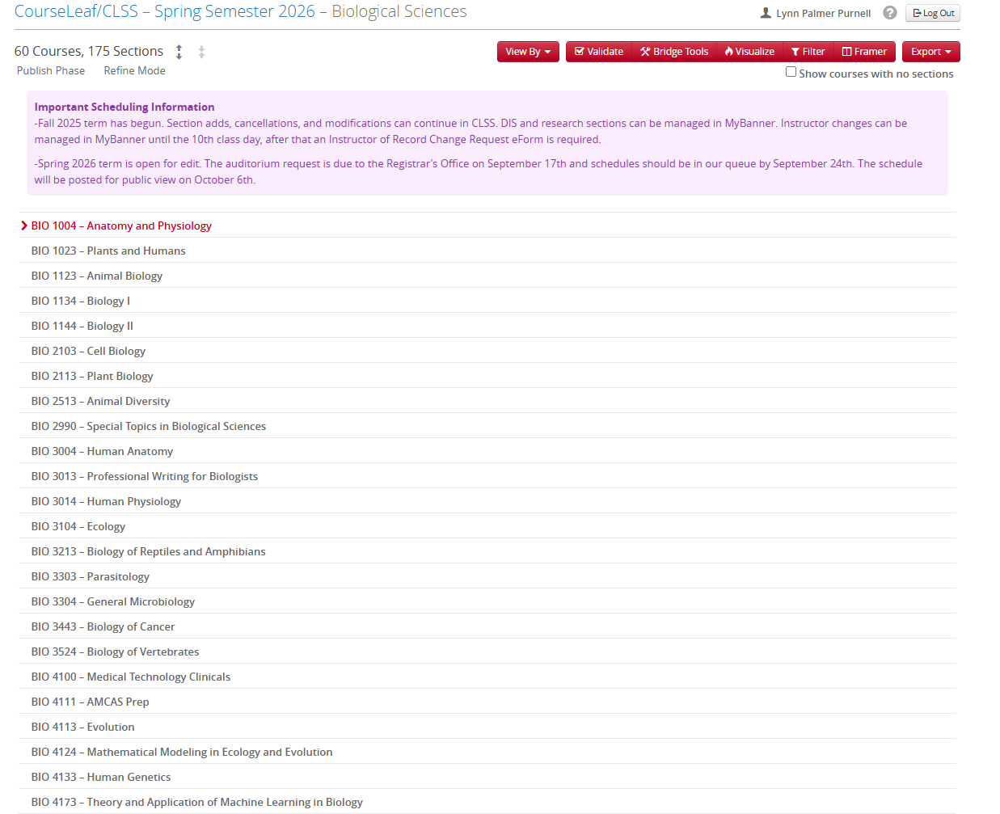 CourseLeaf/CLSS – Spring Semester 2026 – Biological Sciences
Lynn Palmer Purnell
?
Log Out
60 Courses, 175 Sections
View By
Validate
Bridge Tools
Visualize
Filter
Framer
Export
Publish Phase
Refine Mode
Show courses with no sections
Important Scheduling Information
-Fall 2025 term has begun. Section adds, cancellations, and modifications can continue in CLSS. DIS and research sections can be managed in MyBanner. Instructor changes can be
managed in MyBanner until the 10th class day, after that an Instructor of Record Change Request eForm is required.
-Spring 2026 term is open for edit. The auditorium request is due to the Registrar's Office on September 17th and schedules should be in our queue by September 24th. The schedule
will be posted for public view on October 6th.
BIO 1004 – Anatomy and Physiology
BIO 1023 – Plants and Humans
BIO 1123 – Animal Biology
BIO 1134 – Biology I
BIO 1144 – Biology II
BIO 2103 – Cell Biology
BIO 2113 – Plant Biology
BIO 2513 – Animal Diversity
BIO 2990 – Special Topics in Biological Sciences
BIO 3004 – Human Anatomy
BIO 3013 – Professional Writing for Biologists
BIO 3014 – Human Physiology
BIO 3104 – Ecology
BIO 3213 – Biology of Reptiles and Amphibians
BIO 3303 – Parasitology
BIO 3304 – General Microbiology
BIO 3443 – Biology of Cancer
BIO 3524 – Biology of Vertebrates
BIO 4100 – Medical Technology Clinicals
BIO 4111 – AMCAS Prep
BIO 4113 – Evolution
BIO 4124 – Mathematical Modeling in Ecology and Evolution
BIO 4133 – Human Genetics
BIO 4173 – Theory and Application of Machine Learning in Biology